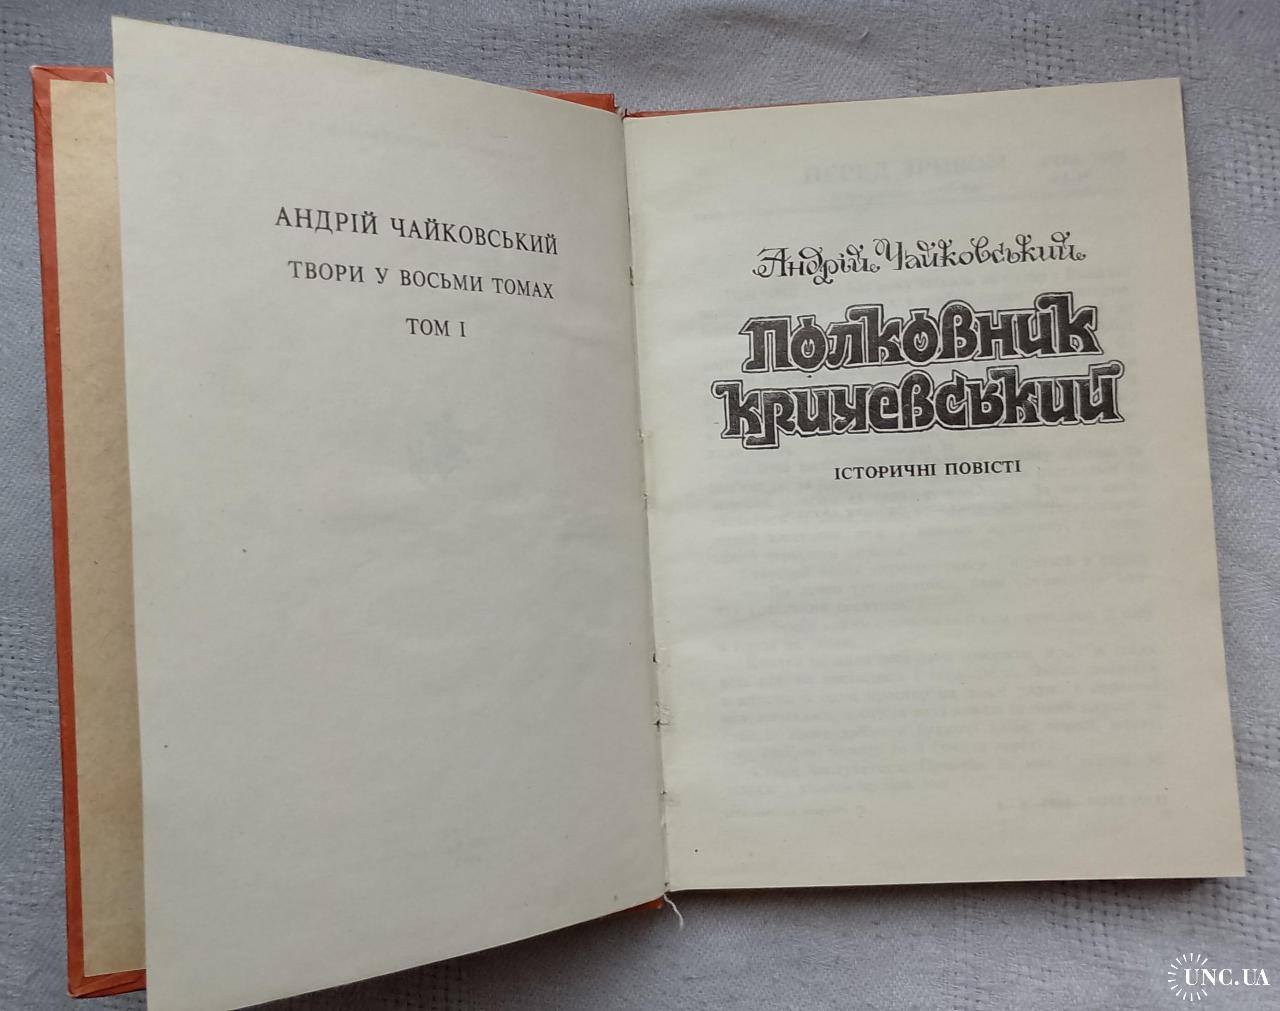 АНДРІЙ ЧАЙКОВСЬКИЙ
ТВОРИ У ВОСЬМИ ТОМАХ
ТОМ І
Андрій Чайковський
ПОЛКОВНИК
КРИЧЕВСЬКИЙ
ІСТОРИЧНІ ПОВІСТІ
UNC.UA